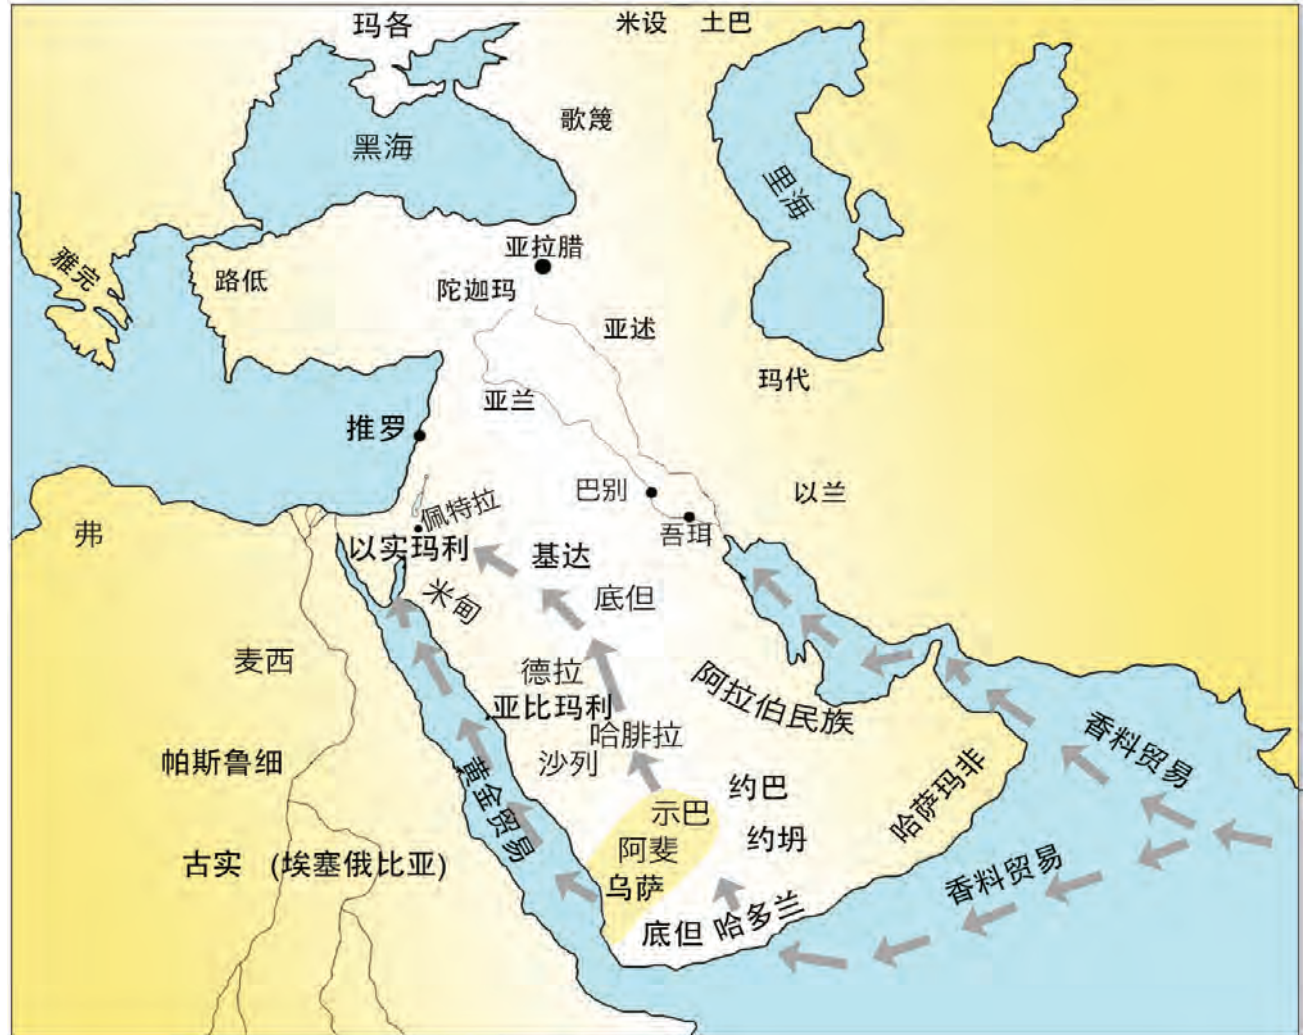 玛各
米设
土巴
歌篾
黑海
里海
亚拉腊
雅完
路低
陀迦玛
亚述
玛代
亚兰
推罗
巴别
以兰
佩特拉
弗
吾珥
以实玛利
基达
米甸
底但
麦西
德拉
阿拉伯民族
亚比玛利
哈腓拉
香料贸易
帕斯鲁细
沙列
黄金贸易
约巴
哈萨玛非
示巴
约坍
阿斐
古实 (埃塞俄比亚)
香料贸易
乌萨
底但
哈多兰